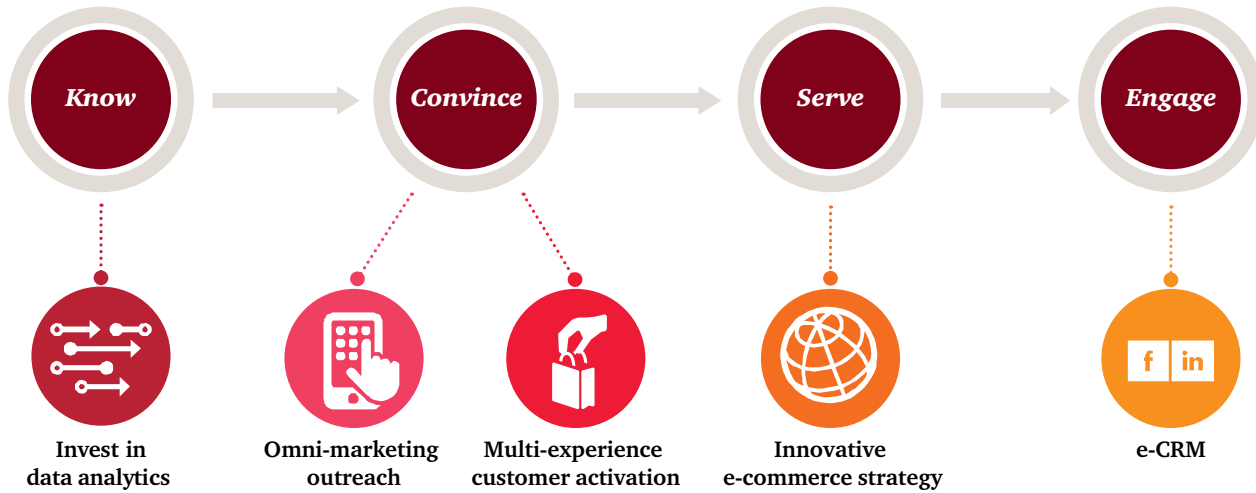 Know
Convince
Serve
Engage
f
in
Invest in
data analytics
Omni-marketing
outreach
Multi-experience
customer activation
Innovative
e-commerce strategy
e-CRM